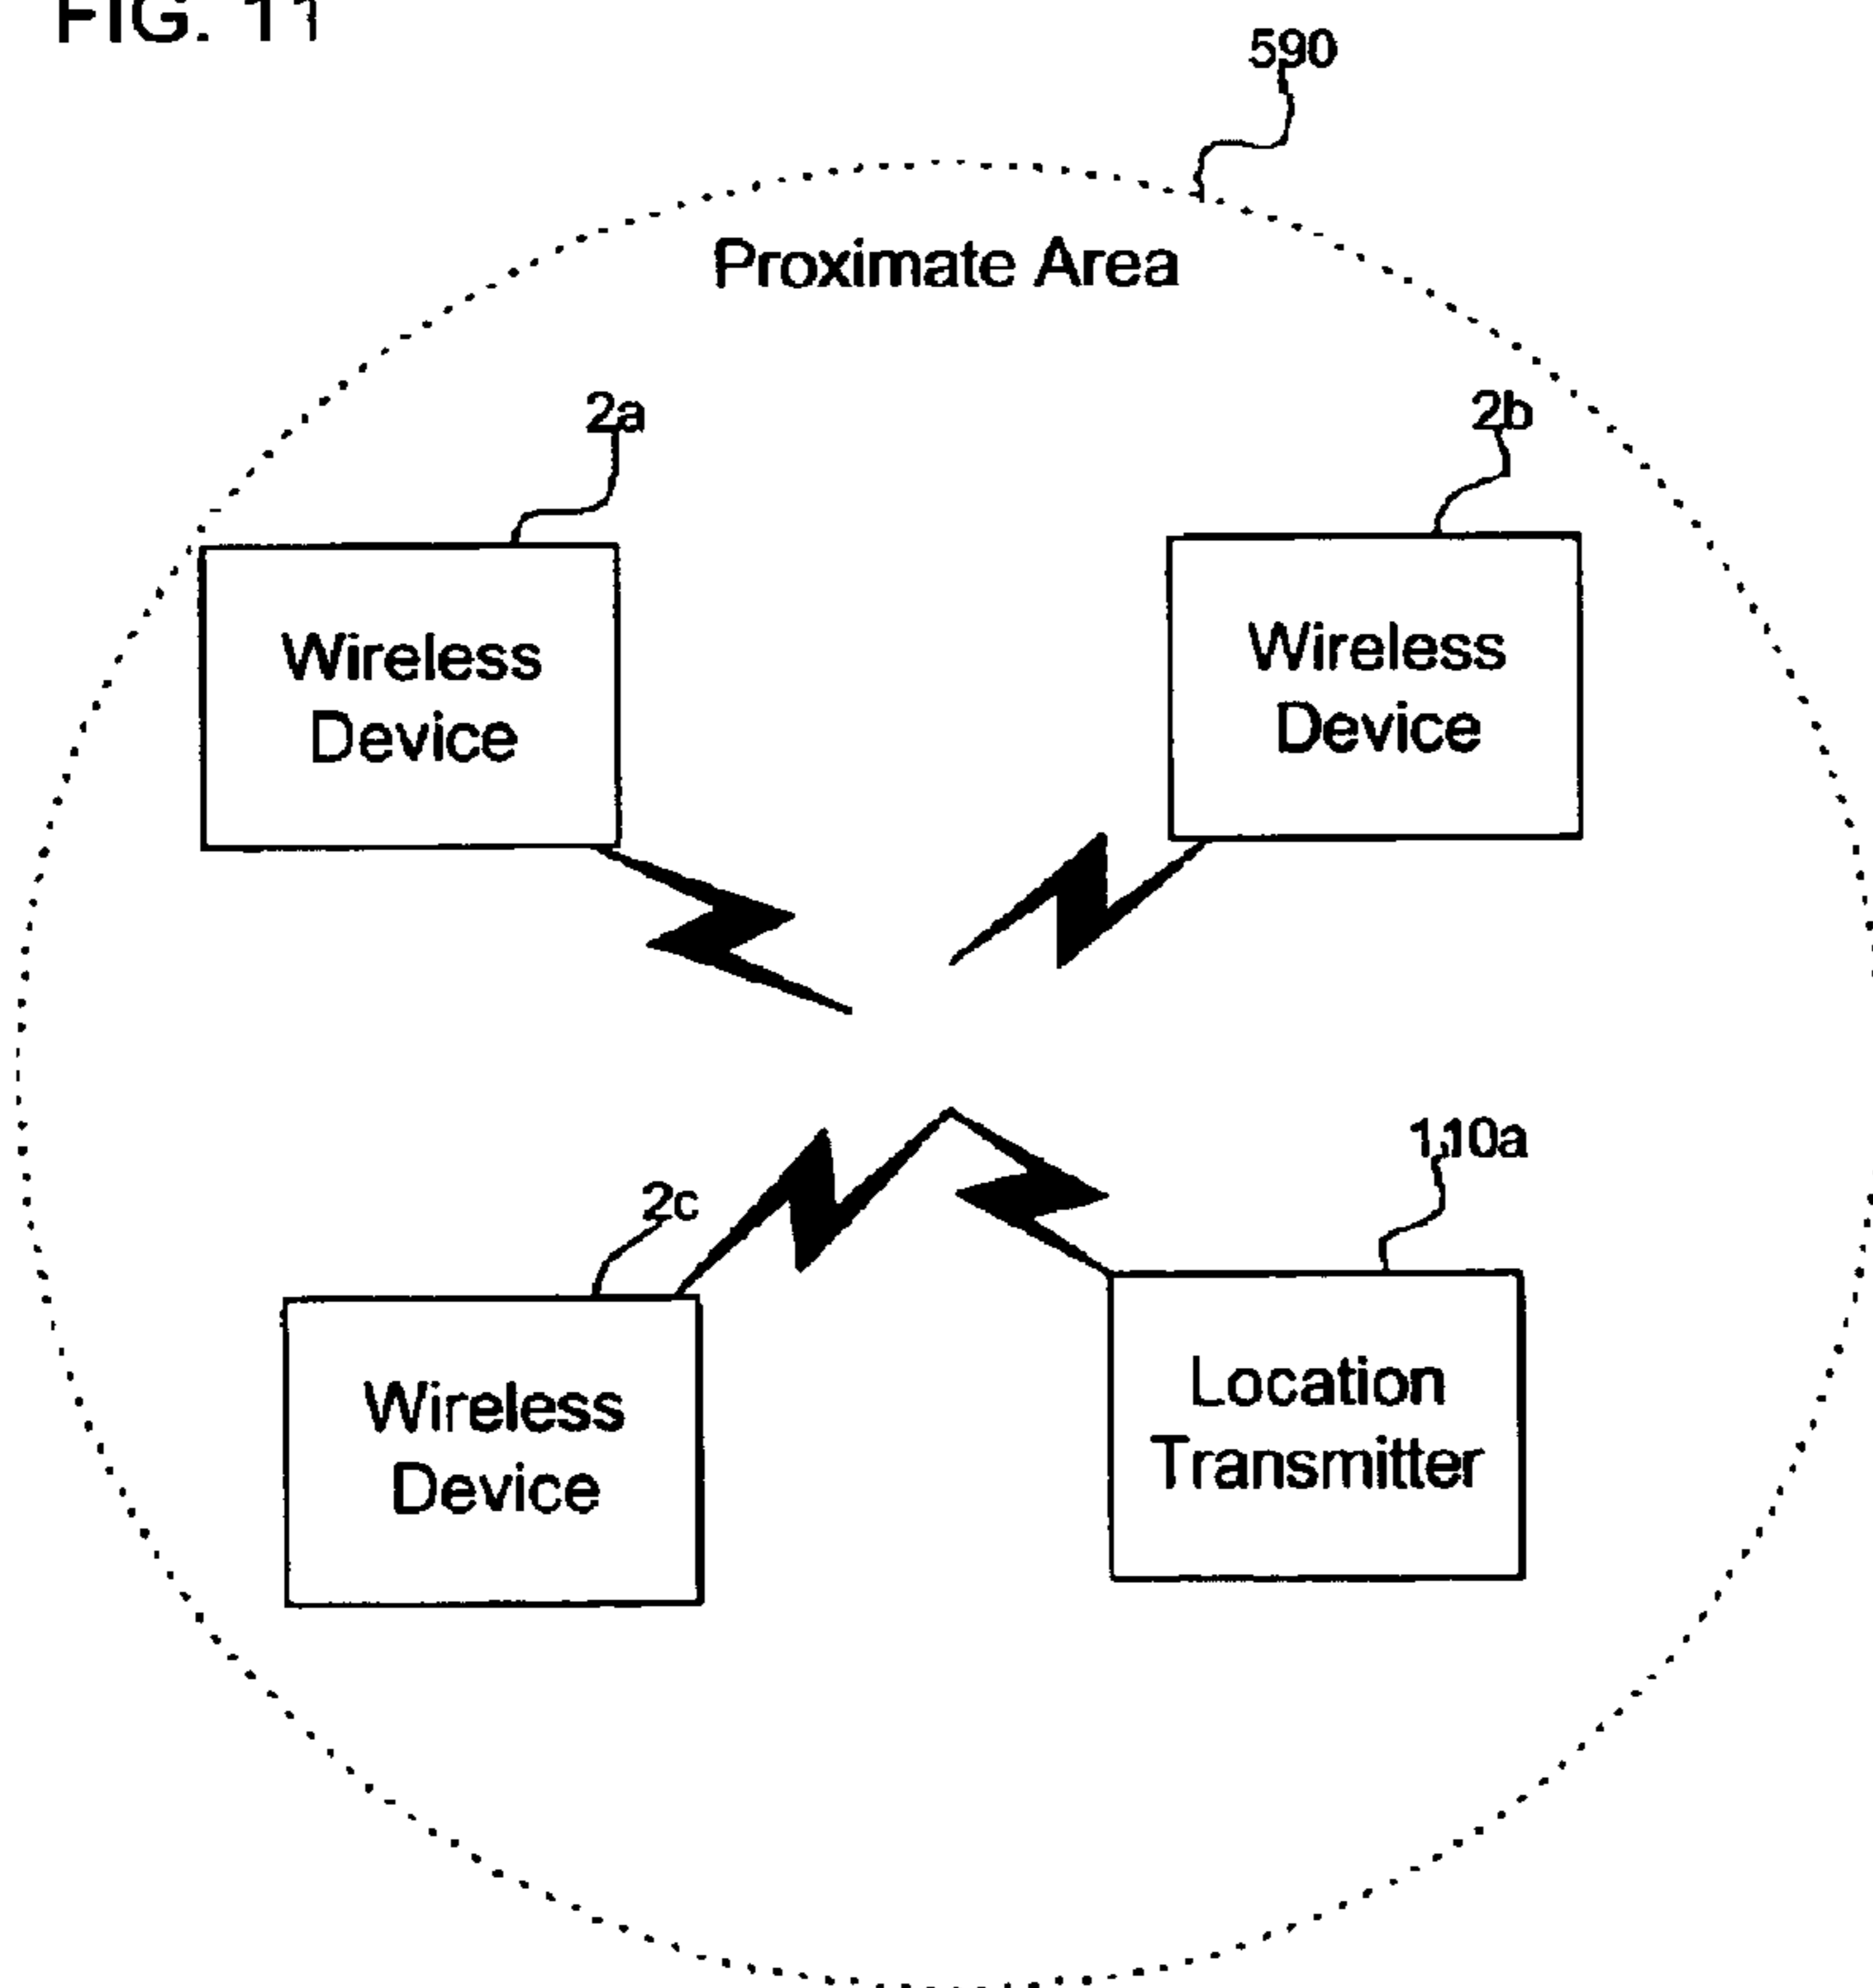 FIG. 11
590
Proximate Area
2a
2b
Wireless
Device
Wireless
Device
2c
110a
Wireless
Device
Location
Transmitter